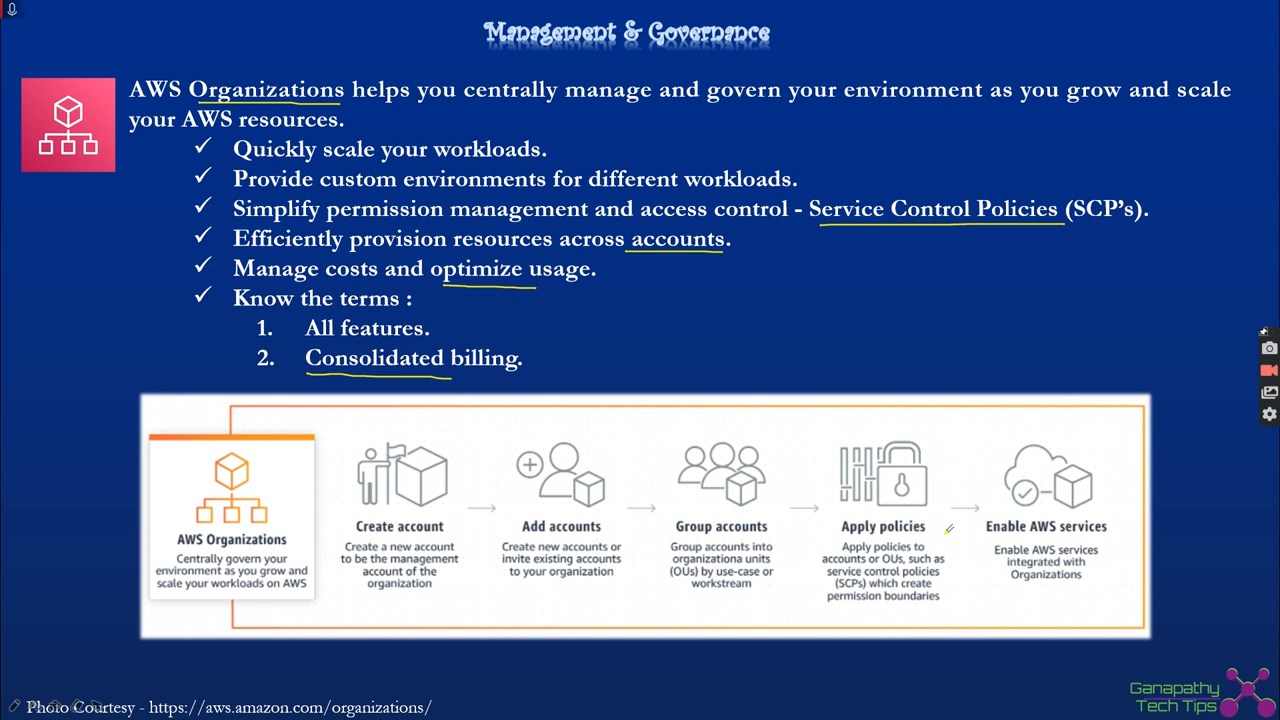 Management & Governance
AWS Organizations helps you centrally manage and govern your environment as you grow and scale
your AWS resources.
✓ Quickly scale your workloads.
✓ Provide custom environments for different workloads.
✓ Simplify permission management and access control - Service Control Policies (SCP's).
✓ Efficiently provision resources across accounts.
✓ Manage costs and optimize usage.
✓ Know the terms :
1. All features.
2. Consolidated billing.
AWS Organizations
Centrally govern your
environment as you grow and
scale your workloads on AWS
Create account
Create a new account
to be the management
account of the
organization
Add accounts
Create new accounts or
invite existing accounts
to your organization
Group accounts
Group accounts into
organizationa units
(OUs) by use-case or
workstream
Apply policies
Apply policies to
accounts or OUs, such as
service control policies
(SCPs) which create
permission boundaries
Enable AWS services
Enable AWS services
integrated with
Organizations
Photo Courtesy - https://aws.amazon.com/organizations/
Ganapathy
Tech Tips